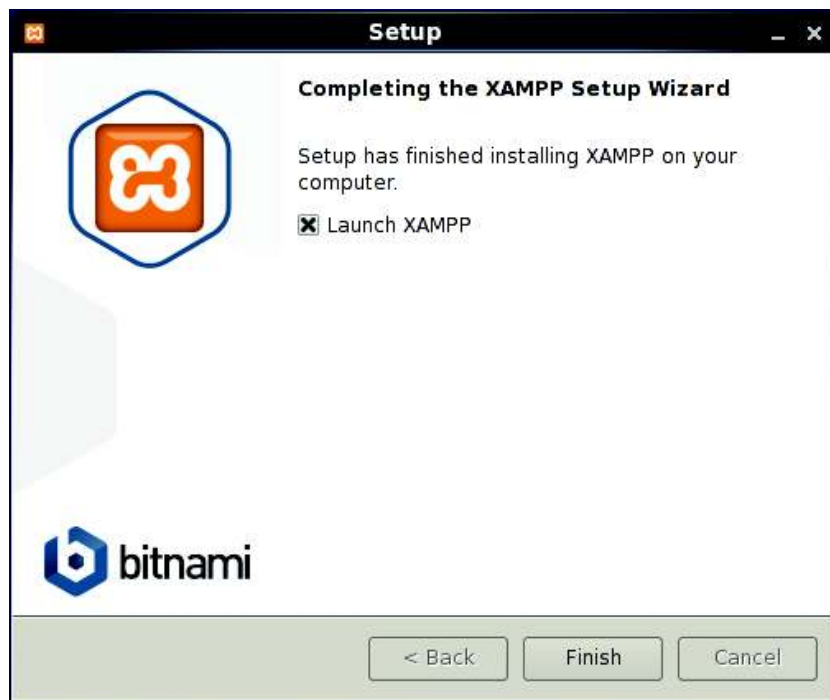 Setup
Completing the XAMPP Setup Wizard
Setup has finished installing XAMPP on your
computer.
Launch XAMPP
bitnami
< Back
Finish
Cancel